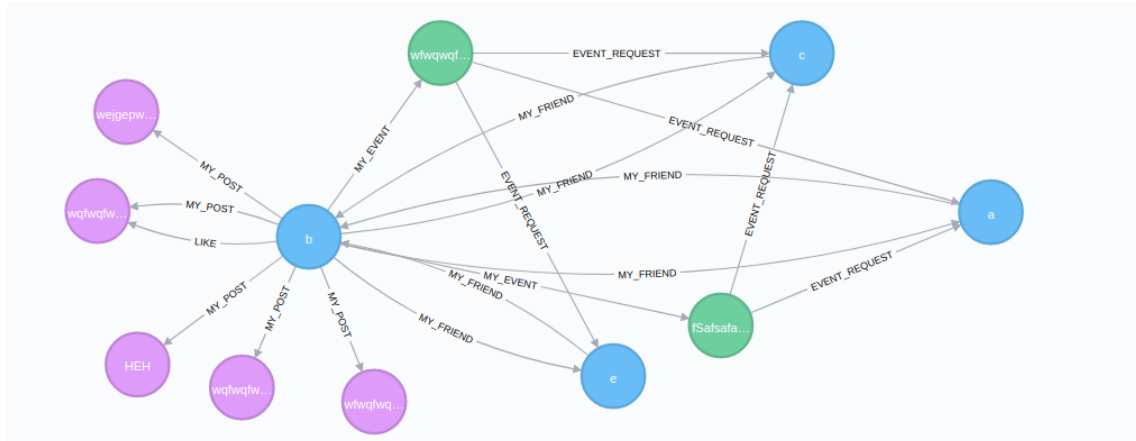 wfwqwqf...
EVENT_REQUEST
c
wejgepw...
MY_FRIEND
MY_EVENT
EVENT_REQUEST
MY_POST
MY_FRIEND
MY_FRIEND
EVENT_REQUEST
EVENT_REQUEST
wqfwqfw...
MY_POST
a
LIKE
b
MY_FRIEND
EVENT_REQUEST
MY_EVENT
MY_FRIEND
MY_POST
MY_POST
MY_POST
MY_FRIEND
fSafsafa...
HEH
e
wqfwqfw...
wfwqfwq...